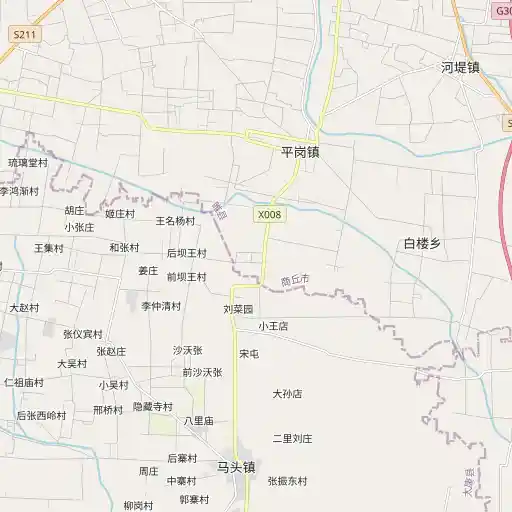 G30
S211
河堤镇
S
平岗镇
琉璃堂村
李鸿渐村
胡庄
姬庄村
王名杨村
睢县
X008
小张庄
白楼乡
王集村
和张村
后坝王村
姜庄
前坝王村
商丘市
大赵村
李仲清村
刘菜园
小王店
张仪宾村
张赵庄
沙沃张
宋屯
大吴村
前沙沃张
仁祖庙村
小吴村
大孙店
后张西岭村
邢桥村
隐藏寺村
八里庙
二里刘庄
后寨村
马头镇
周庄
中寨村
张振东村
太康县
柳岗村
郭寨村